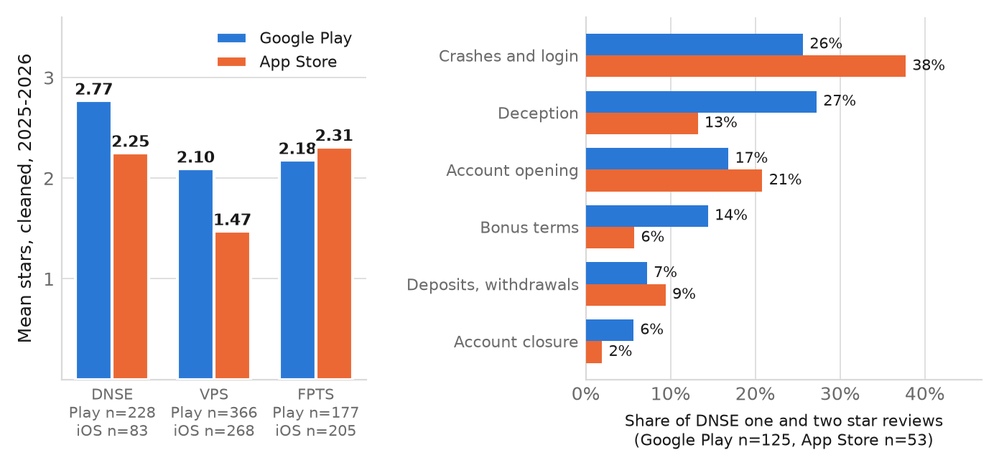 Mean stars, cleaned, 2025-2026
Google Play
App Store
3
2
1
2.77
2.25
2.10
1.47
2.18
2.31
DNSE
Play n=228
iOS n=83
VPS
Play n=366
iOS n=268
FPTS
Play n=177
iOS n=205
Crashes and login
26%
38%
Deception
27%
13%
Account opening
17%
21%
Bonus terms
14%
6%
Deposits, withdrawals
7%
9%
Account closure
6%
2%
0%
10%
20%
30%
40%
Share of DNSE one and two star reviews
(Google Play n=125, App Store n=53)